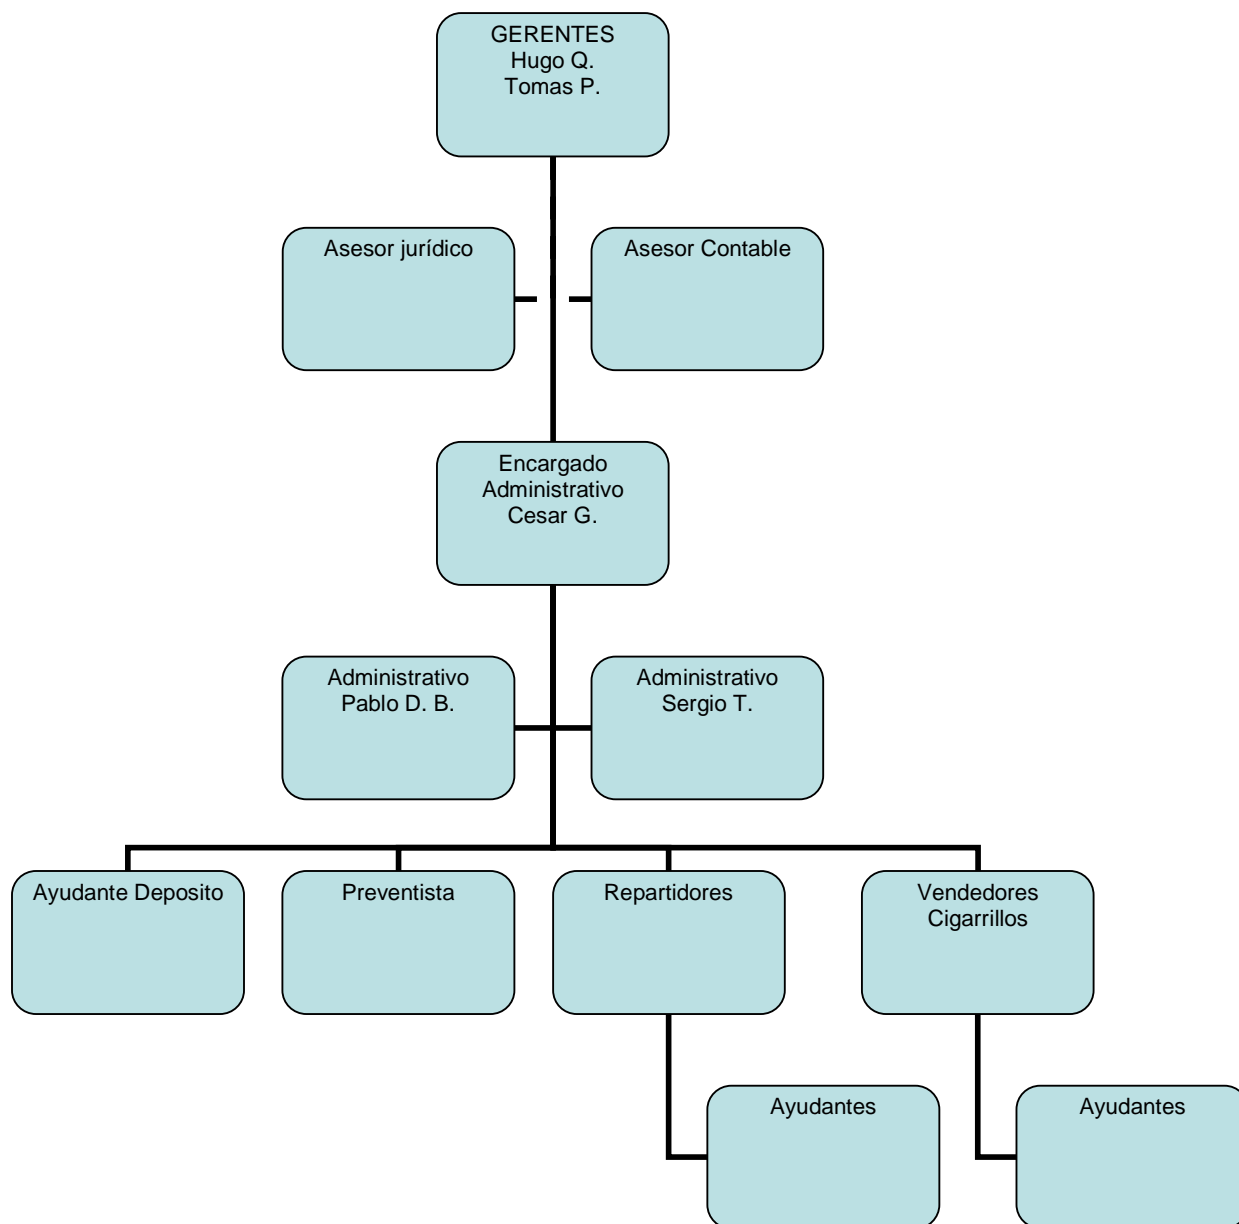 GERENTES
Hugo Q.
Tomas P.
Asesor jurídico
Asesor Contable
Encargado
Administrativo
Cesar G.
Administrativo
Pablo D. B.
Administrativo
Sergio T.
Ayudante Deposito
Preventista
Repartidores
Vendedores
Cigarrillos
Ayudantes
Ayudantes